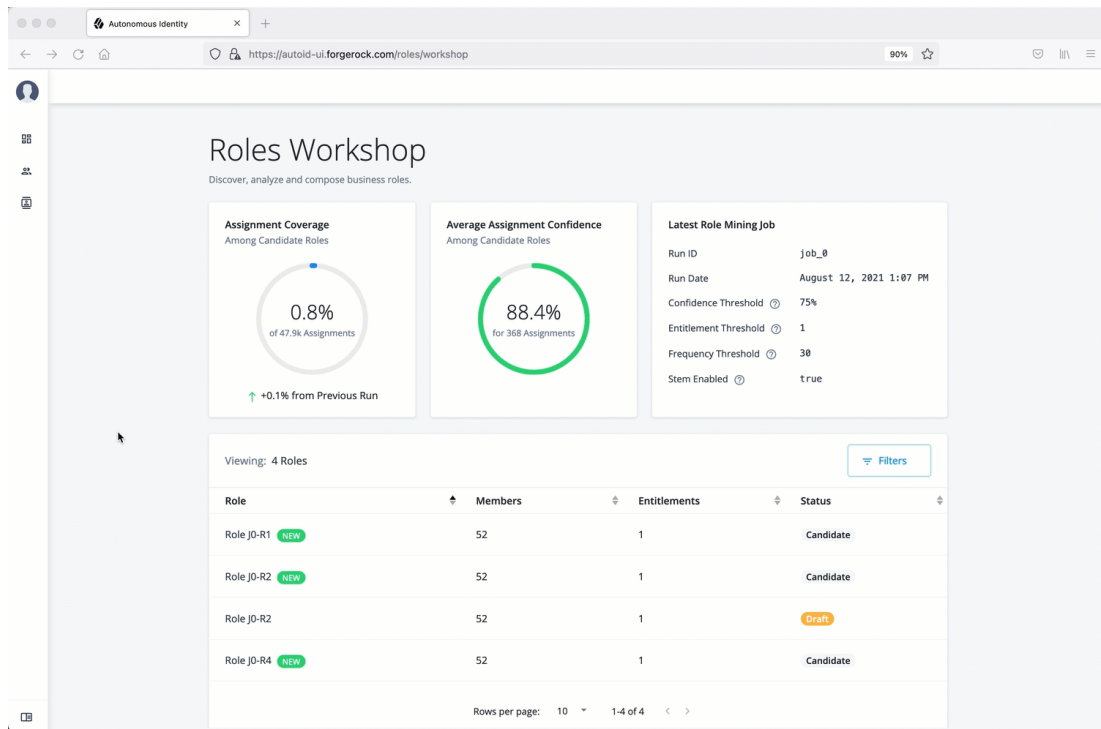 Autonomous Identity
https://autoid-ui.forgerock.com/roles/workshop
90%
Roles Workshop
Discover, analyze and compose business roles.
Assignment Coverage
Among Candidate Roles
0.8%
of 47.9k Assignments
+0.1% from Previous Run
Average Assignment Confidence
Among Candidate Roles
88.4%
for 368 Assignments
Latest Role Mining Job
Run ID job_0
Run Date August 12, 2021 1:07 PM
Confidence Threshold 75%
Entitlement Threshold 1
Frequency Threshold 30
Stem Enabled true
Viewing: 4 Roles
Filters
Role Members Entitlements Status
Role J0-R1 NEW 52 1 Candidate
Role J0-R2 NEW 52 1 Candidate
Role J0-R2 52 1 Draft
Role J0-R4 NEW 52 1 Candidate
Rows per page: 10 1-4 of 4